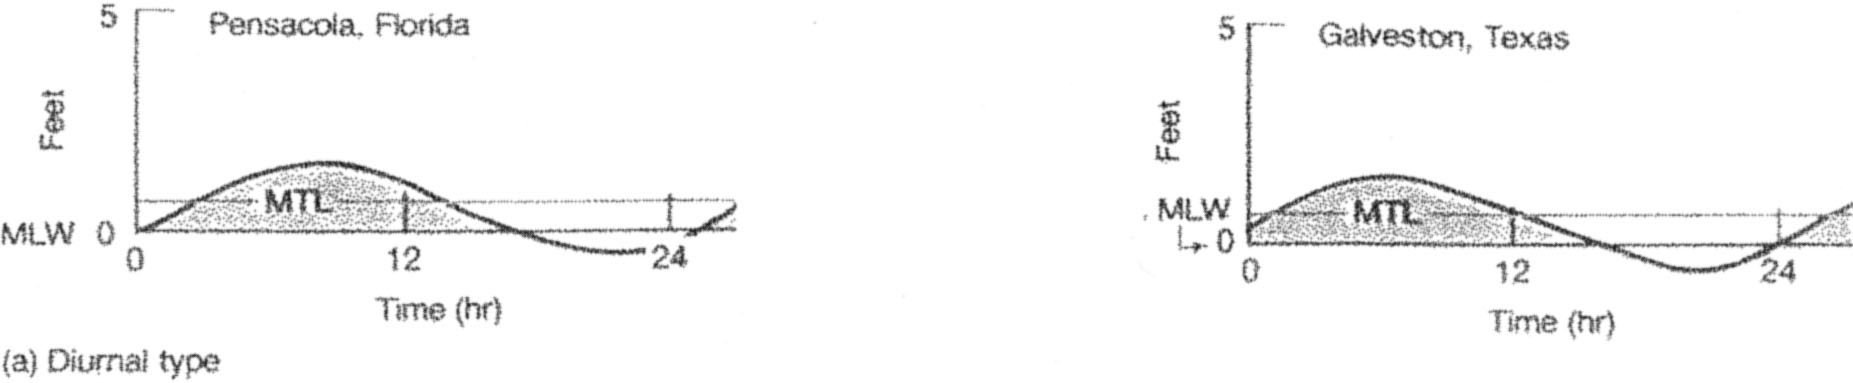 5
Pensacola, Florida
Feet
MTL
MLW 0
0
12
24
Time (hr)
5
Galveston, Texas
Feet
MLW
MTL
0
0
12
24
Time (hr)
(a) Diurnal type